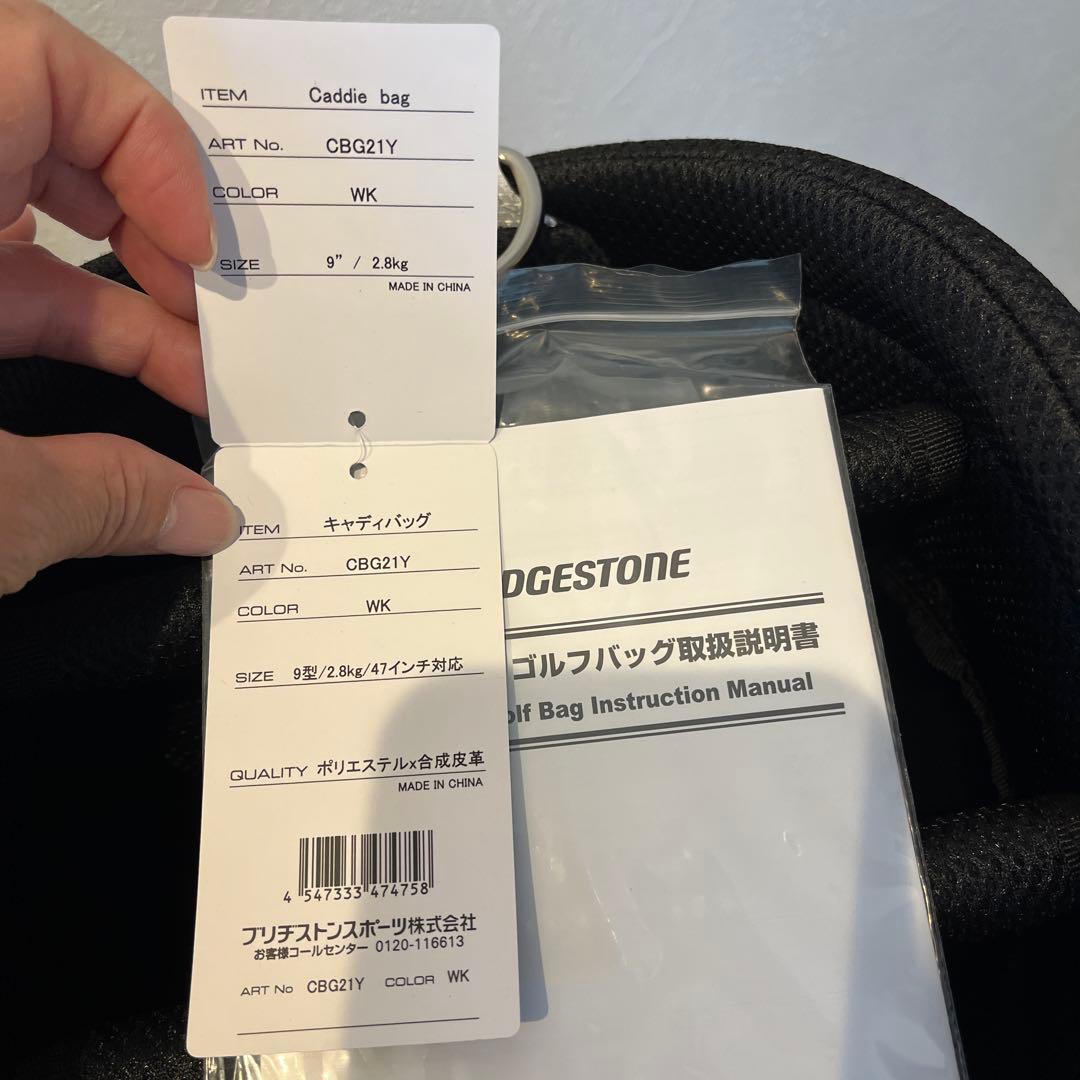 ITEM Caddie bag
ART No. CBG21Y
COLOR WK
SIZE 9” / 2.8kg
MADE IN CHINA
ITEM キャディバッグ
ART No. CBG21Y
COLOR WK
SIZE 9型/2.8kg/47インチ対応
QUALITY ポリエステルx合成皮革
MADE IN CHINA
4 547333 474758
ブリヂストンスポーツ株式会社
お客様コールセンター 0120-116613
ART No CBG21Y COLOR WK
DGESTONE
ゴルフバッグ取扱説明書
olf Bag Instruction Manual